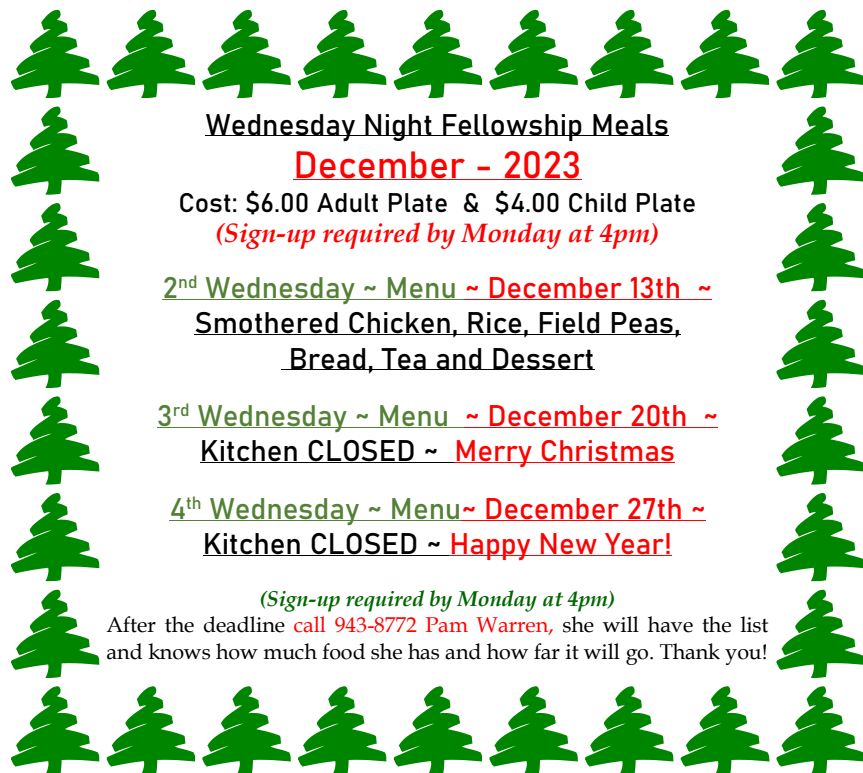 Wednesday Night Fellowship Meals
December - 2023
Cost: $6.00 Adult Plate & $4.00 Child Plate
(Sign-up required by Monday at 4pm)
2nd Wednesday ~ Menu ~ December 13th ~
Smothered Chicken, Rice, Field Peas,
Bread, Tea and Dessert
3rd Wednesday ~ Menu ~ December 20th ~
Kitchen CLOSED ~ Merry Christmas
4th Wednesday ~ Menu~ December 27th ~
Kitchen CLOSED ~ Happy New Year!
(Sign-up required by Monday at 4pm)
After the deadline call 943-8772 Pam Warren, she will have the list
and knows how much food she has and how far it will go. Thank you!